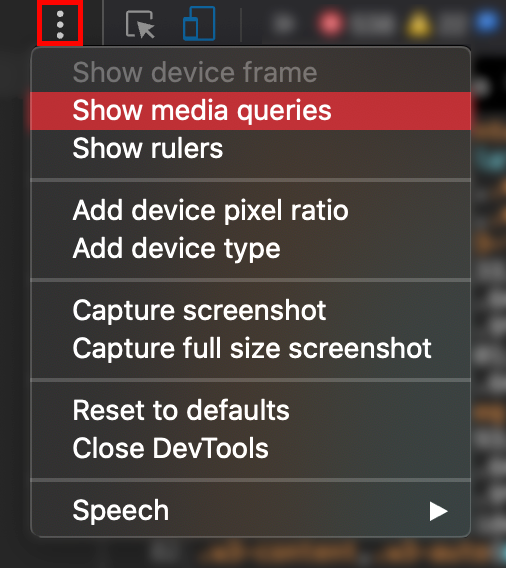 Show device frame
Show media queries
Show rulers
Add device pixel ratio
Add device type
Capture screenshot
Capture full size screenshot
Reset to defaults
Close DevTools
Speech